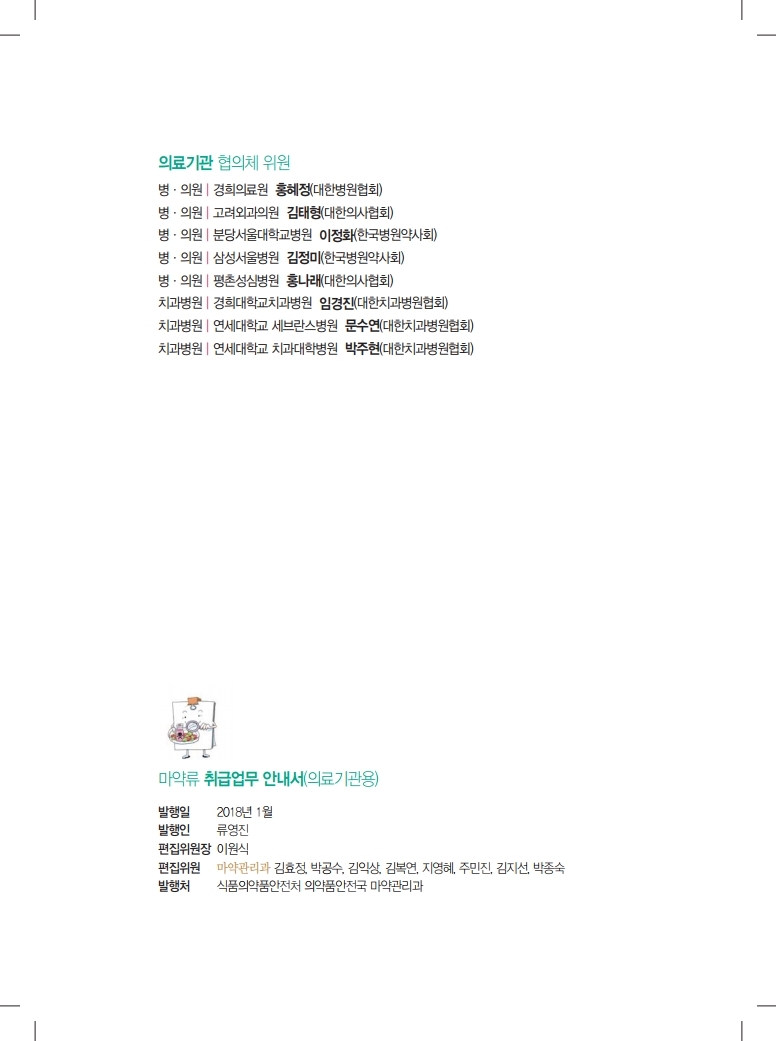 의료기관 협의체 위원
병 · 의원 | 경희의료원 홍혜정(대한병원협회)
병 · 의원 | 고려외과의원 김태형(대한의사협회)
병 · 의원 | 분당서울대학교병원 이정화(한국병원약사회)
병 · 의원 | 삼성서울병원 김정미(한국병원약사회)
병 · 의원 | 평촌성심병원 홍나래(대한의사협회)
치과병원 | 경희대학교치과병원 임경진(대한치과병원협회)
치과병원 | 연세대학교 세브란스병원 문수연(대한치과병원협회)
치과병원 | 연세대학교 치과대학병원 박주현(대한치과병원협회)
마약류 취급업무 안내서(의료기관용)
발행일 2018년 1월
발행인 류영진
편집위원장 이원식
편집위원 마약관리과 김효정, 박공수, 김익상, 김복연, 지영혜, 주민진, 김지선, 박종숙
발행처 식품의약품안전처 의약품안전국 마약관리과